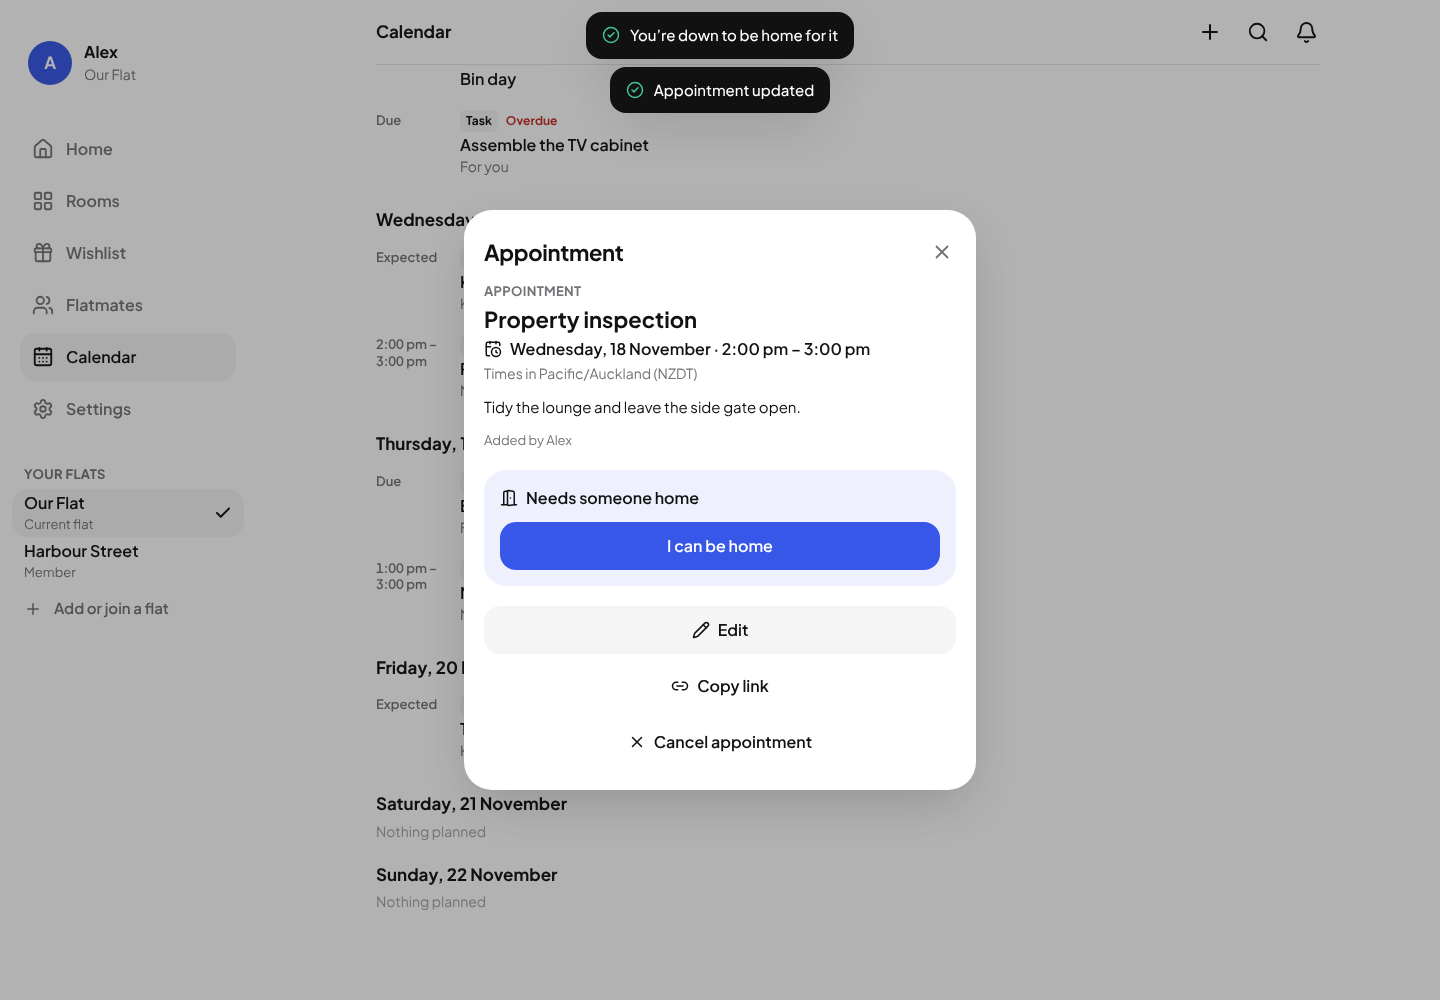 Alex
Our Flat
A
Home
Rooms
Wishlist
Flatmates
Calendar
Settings
YOUR FLATS
Our Flat
Current flat
Harbour Street
Member
Add or join a flat
Calendar
You're down to be home for it
Appointment updated
Bin day
Due
Task Overdue
Assemble the TV cabinet
For you
Wednesday
Expected
2:00 pm –
3:00 pm
Thursday,
Due
1:00 pm –
3:00 pm
Friday, 20
Expected
Saturday, 21 November
Nothing planned
Sunday, 22 November
Nothing planned
Appointment
APPOINTMENT
Property inspection
Wednesday, 18 November · 2:00 pm – 3:00 pm
Times in Pacific/Auckland (NZDT)
Tidy the lounge and leave the side gate open.
Added by Alex
Needs someone home
I can be home
Edit
Copy link
Cancel appointment